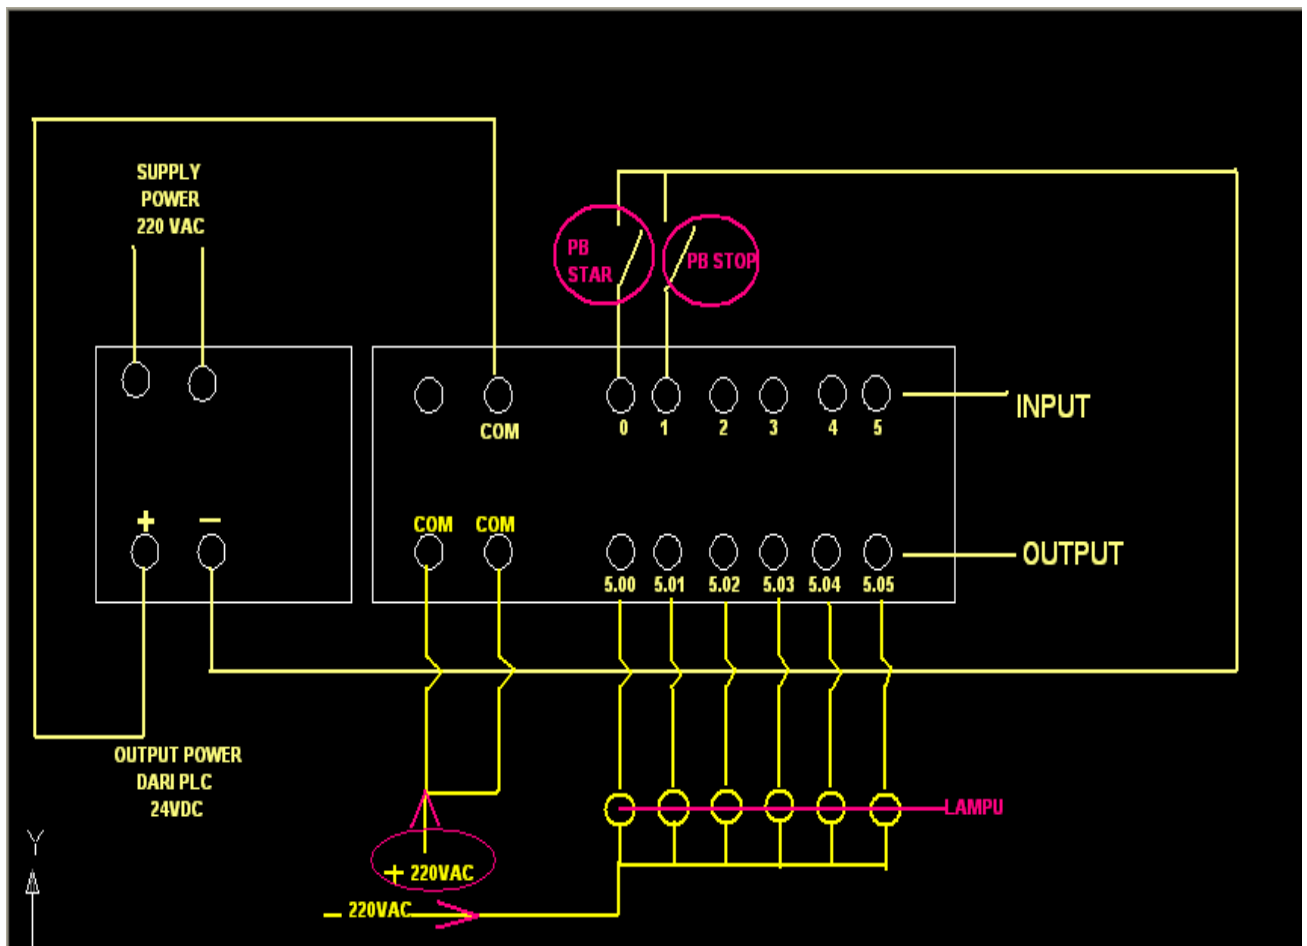 SUPPLY
POWER
220 VAC
PB
STAR
PB STOP
COM
0 1 2 3 4 5
INPUT
+ −
COM COM
5.00 5.01 5.02 5.03 5.04 5.05
OUTPUT
OUTPUT POWER
DARI PLC
24VDC
LAMPU
+ 220VAC
− 220VAC
Y